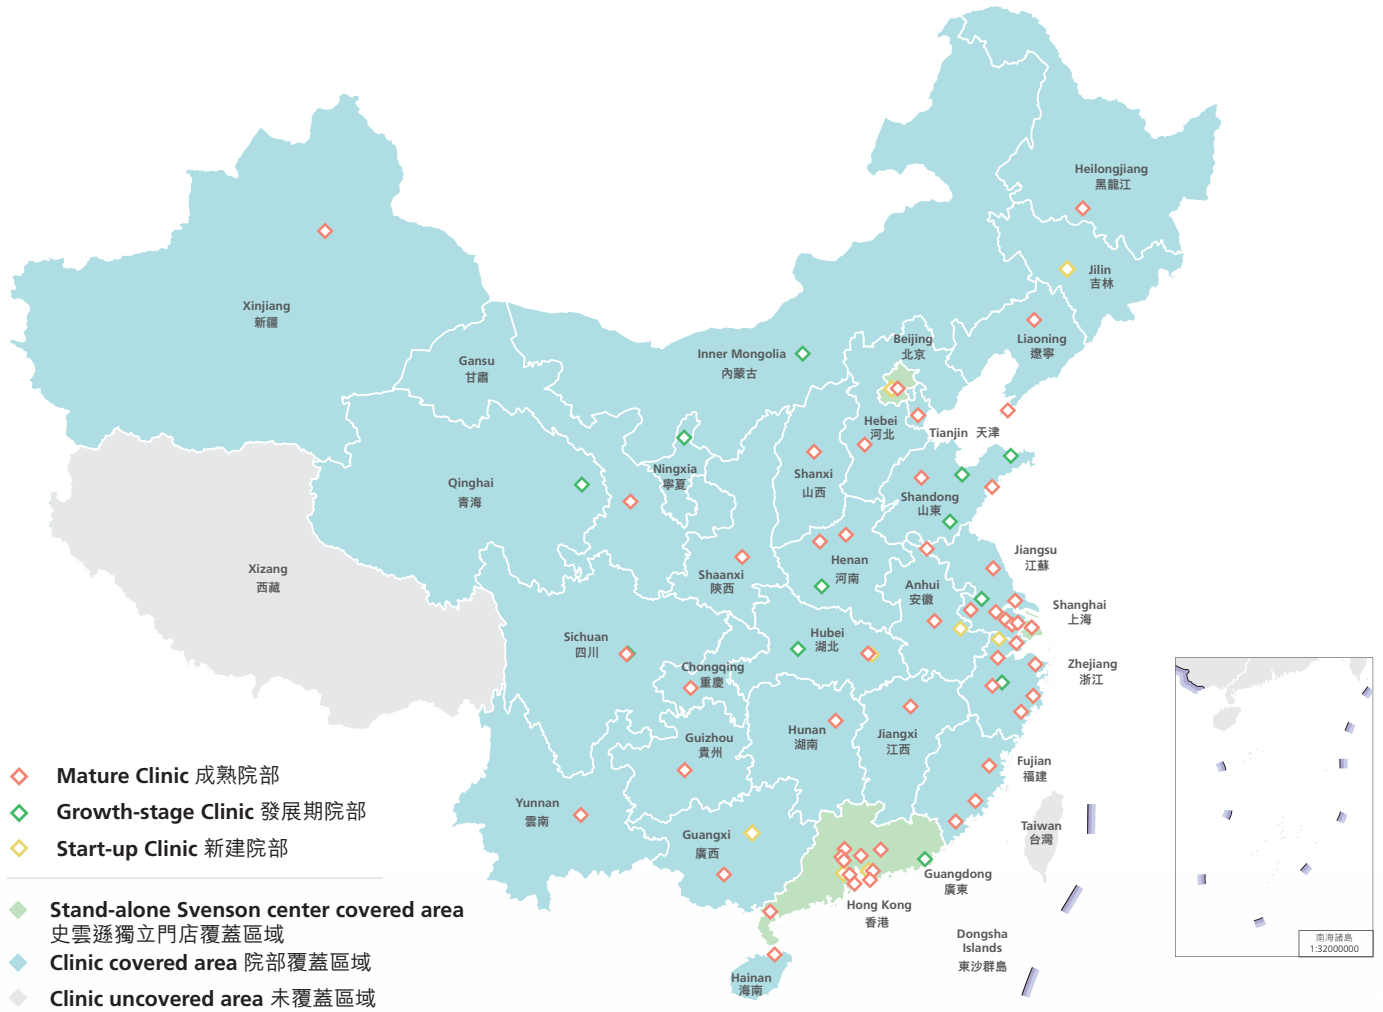 Heilongjiang
黑龍江
Jilin
吉林
Xinjiang
新疆
Liaoning
遼寧
Beijing
北京
Inner Mongolia
內蒙古
Gansu
甘肅
Hebei
河北
Tianjin 天津
Ningxia
寧夏
Shanxi
山西
Qinghai
青海
Shandong
山東
Jiangsu
江蘇
Henan
河南
Xizang
西藏
Shaanxi
陝西
Anhui
安徽
Shanghai
上海
Sichuan
四川
Hubei
湖北
Chongqing
重慶
Zhejiang
浙江
Hunan
湖南
Jiangxi
江西
Guizhou
貴州
Fujian
福建
Yunnan
雲南
Guangxi
廣西
Taiwan
台灣
Guangdong
廣東
Hong Kong
香港
Dongsha
Islands
東沙群島
Hainan
海南
Mature Clinic 成熟院部
Growth-stage Clinic 發展期院部
Start-up Clinic 新建院部
Stand-alone Svenson center covered area
史雲遜獨立門店覆蓋區域
Clinic covered area 院部覆蓋區域
Clinic uncovered area 未覆蓋區域
南海諸島
1:32000000